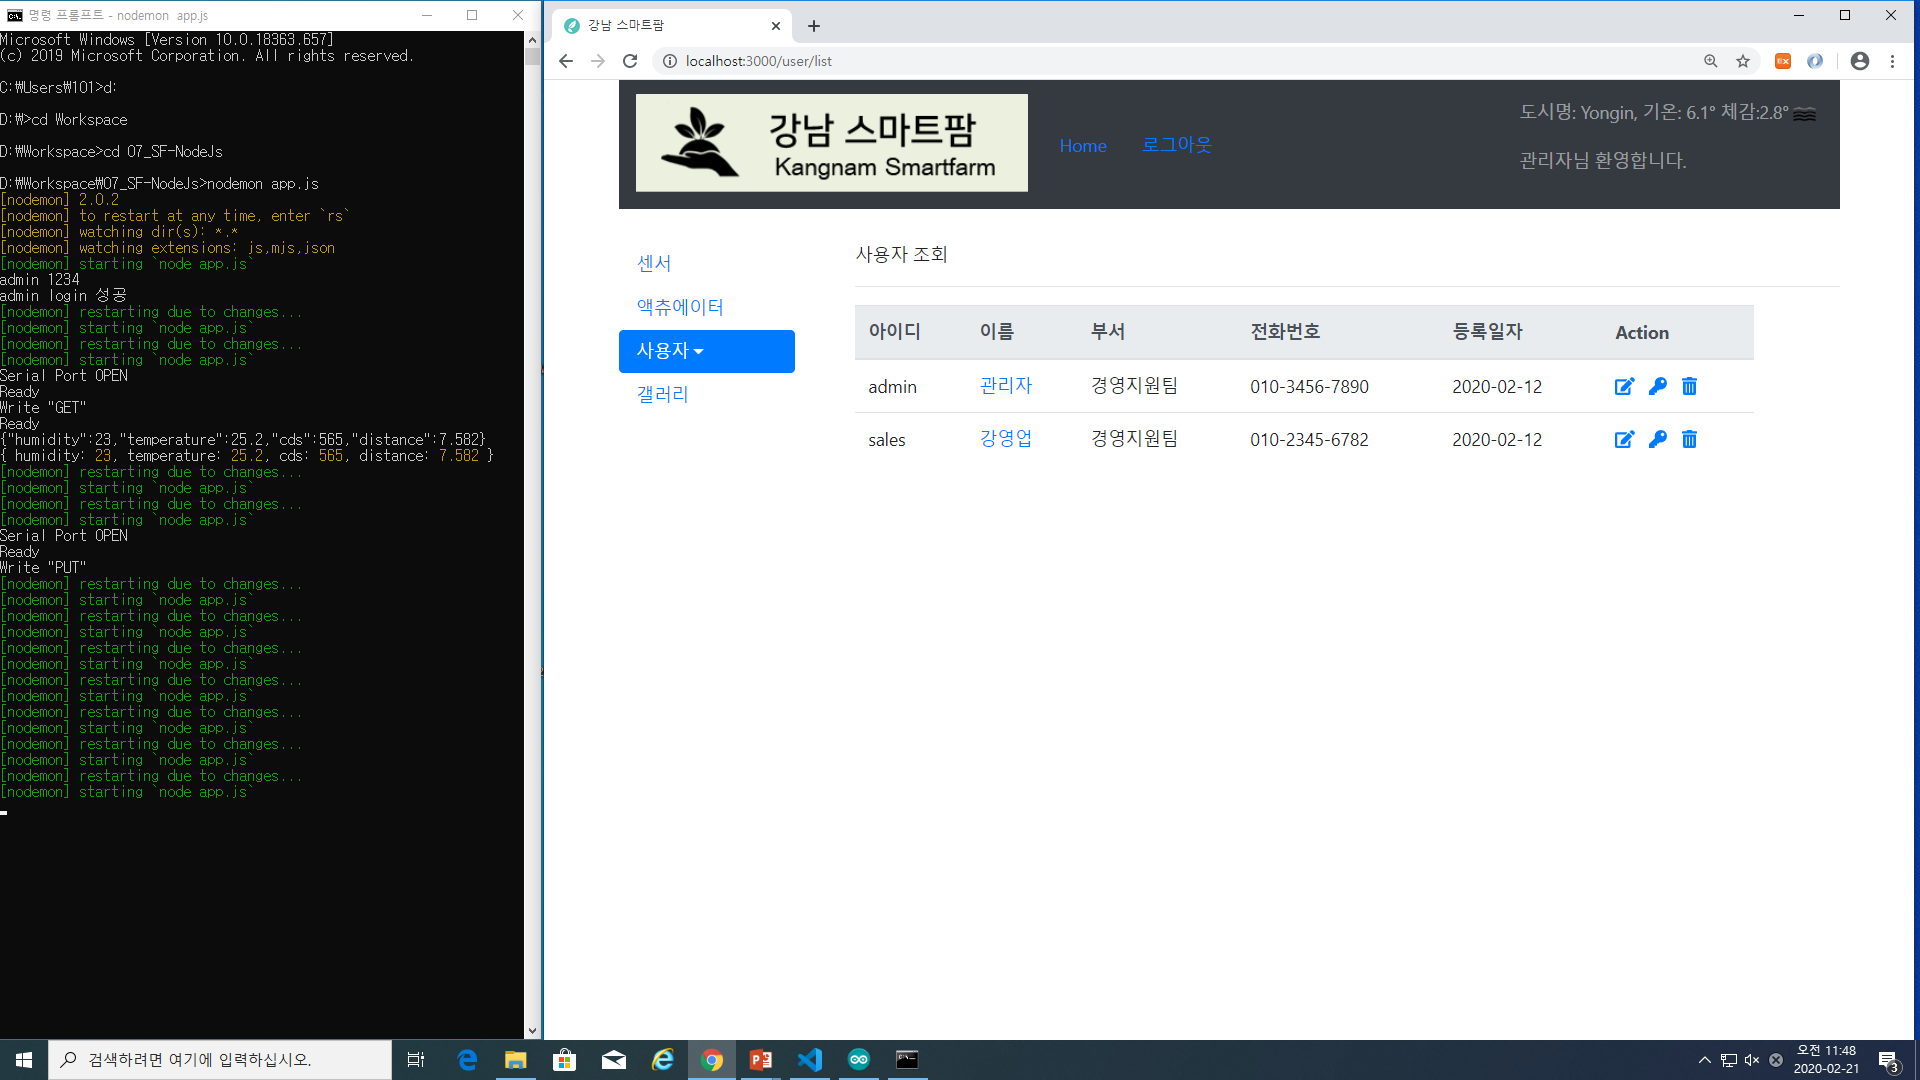 명령 프롬프트 - nodemon  app.js
Microsoft Windows [Version 10.0.18363.657]
(c) 2019 Microsoft Corporation. All rights reserved.
C:₩Users₩101>d:
D:₩>cd Workspace
D:₩Workspace>cd 07_SF-NodeJs
D:₩Workspace₩07_SF-NodeJs>nodemon app.js
[nodemon] 2.0.2
[nodemon] to restart at any time, enter `rs`
[nodemon] watching dir(s): *.*
[nodemon] watching extensions: js,mjs,json
[nodemon] starting `node app.js`
admin 1234
admin login 성공
[nodemon] restarting due to changes...
[nodemon] starting `node app.js`
[nodemon] restarting due to changes...
[nodemon] starting `node app.js`
Serial Port OPEN
Ready
Write "GET"
Ready
{"humidity":23,"temperature":25.2,"cds":565,"distance":7.582}
{ humidity: 23, temperature: 25.2, cds: 565, distance: 7.582 }
[nodemon] restarting due to changes...
[nodemon] starting `node app.js`
[nodemon] restarting due to changes...
[nodemon] starting `node app.js`
Serial Port OPEN
Ready
Write "PUT"
[nodemon] restarting due to changes...
[nodemon] starting `node app.js`
[nodemon] restarting due to changes...
[nodemon] starting `node app.js`
[nodemon] restarting due to changes...
[nodemon] starting `node app.js`
[nodemon] restarting due to changes...
[nodemon] starting `node app.js`
[nodemon] restarting due to changes...
[nodemon] starting `node app.js`
[nodemon] restarting due to changes...
[nodemon] starting `node app.js`
[nodemon] restarting due to changes...
[nodemon] starting `node app.js`
강남 스마트팜
localhost:3000/user/list
강남 스마트팜
Kangnam Smartfarm
Home 로그아웃
도시명: Yongin, 기온: 6.1° 체감:2.8°
관리자님 환영합니다.
센서
액츄에이터
사용자
갤러리
사용자 조회
아이디 이름 부서 전화번호 등록일자 Action
admin 관리자 경영지원팀 010-3456-7890 2020-02-12
sales 강영업 경영지원팀 010-2345-6782 2020-02-12
검색하려면 여기에 입력하십시오.
오전 11:48
2020-02-21
3